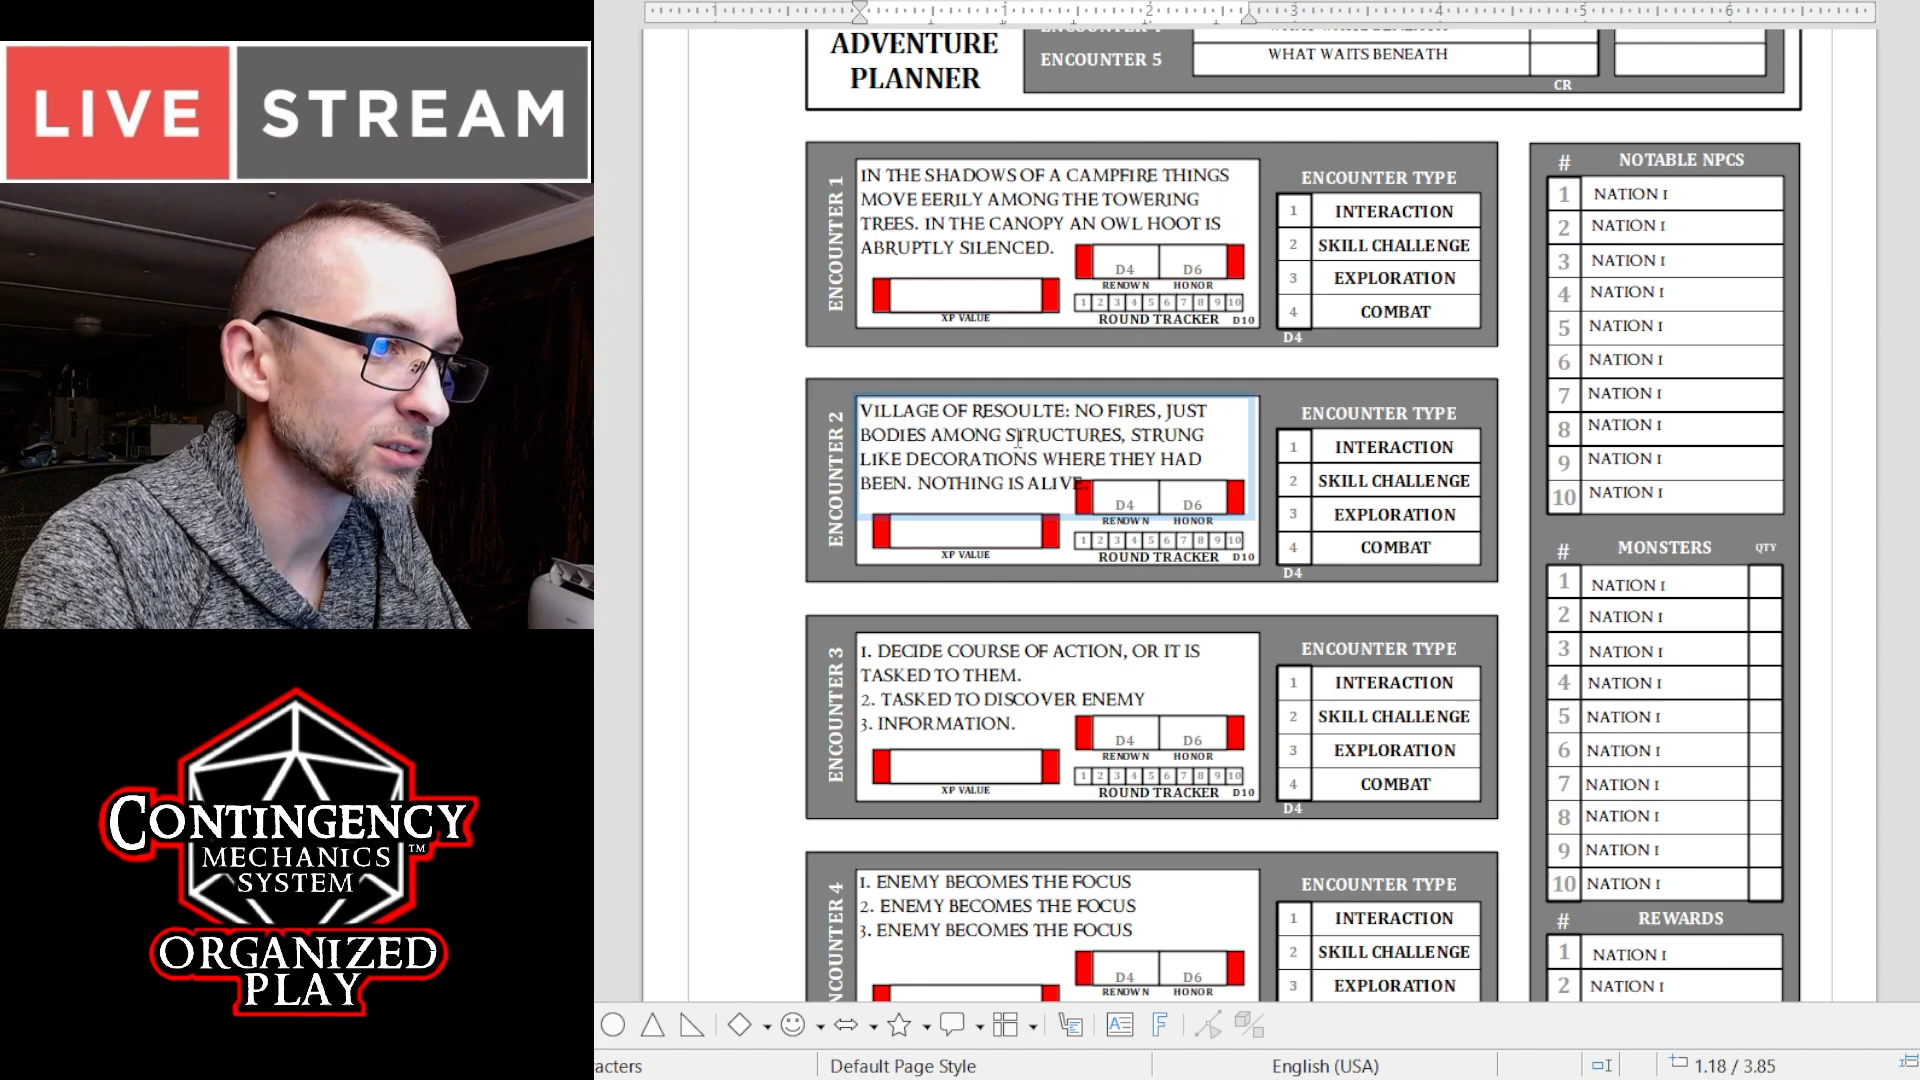 LIVE STREAM
CONTINGENCY
MECHANICS™
SYSTEM
ORGANIZED
PLAY
1 2 3 4 5 6
ADVENTURE
PLANNER
ENCOUNTER 5
WHAT WAITS BENEATH
CR
ENCOUNTER 1
IN THE SHADOWS OF A CAMPFIRE THINGS
MOVE EERILY AMONG THE TOWERING
TREES. IN THE CANOPY AN OWL HOOT IS
ABRUPTLY SILENCED.
D4 D6
RENOWN HONOR
XP VALUE
1 2 3 4 5 6 7 8 9 10
ROUND TRACKER D10
ENCOUNTER TYPE
1 INTERACTION
2 SKILL CHALLENGE
3 EXPLORATION
4 COMBAT
D4
ENCOUNTER 2
VILLAGE OF RESOULTE: NO FIRES, JUST
BODIES AMONG STRUCTURES, STRUNG
LIKE DECORATIONS WHERE THEY HAD
BEEN. NOTHING IS ALIVE.
D4 D6
RENOWN HONOR
XP VALUE
1 2 3 4 5 6 7 8 9 10
ROUND TRACKER D10
ENCOUNTER TYPE
1 INTERACTION
2 SKILL CHALLENGE
3 EXPLORATION
4 COMBAT
D4
ENCOUNTER 3
1. DECIDE COURSE OF ACTION, OR IT IS
TASKED TO THEM.
2. TASKED TO DISCOVER ENEMY
3. INFORMATION.
D4 D6
RENOWN HONOR
XP VALUE
1 2 3 4 5 6 7 8 9 10
ROUND TRACKER D10
ENCOUNTER TYPE
1 INTERACTION
2 SKILL CHALLENGE
3 EXPLORATION
4 COMBAT
D4
1. ENEMY BECOMES THE FOCUS
2. ENEMY BECOMES THE FOCUS
3. ENEMY BECOMES THE FOCUS
D4 D6
RENOWN HONOR
ENCOUNTER TYPE
1 INTERACTION
2 SKILL CHALLENGE
3 EXPLORATION
# NOTABLE NPCS
1 NATION I
2 NATION I
3 NATION I
4 NATION I
5 NATION I
6 NATION I
7 NATION I
8 NATION I
9 NATION I
10 NATION I
# MONSTERS QTY
1 NATION I
2 NATION I
3 NATION I
4 NATION I
5 NATION I
6 NATION I
7 NATION I
8 NATION I
9 NATION I
10 NATION I
# REWARDS
1 NATION I
2 NATION I
Default Page Style
English (USA)
1.18 / 3.85